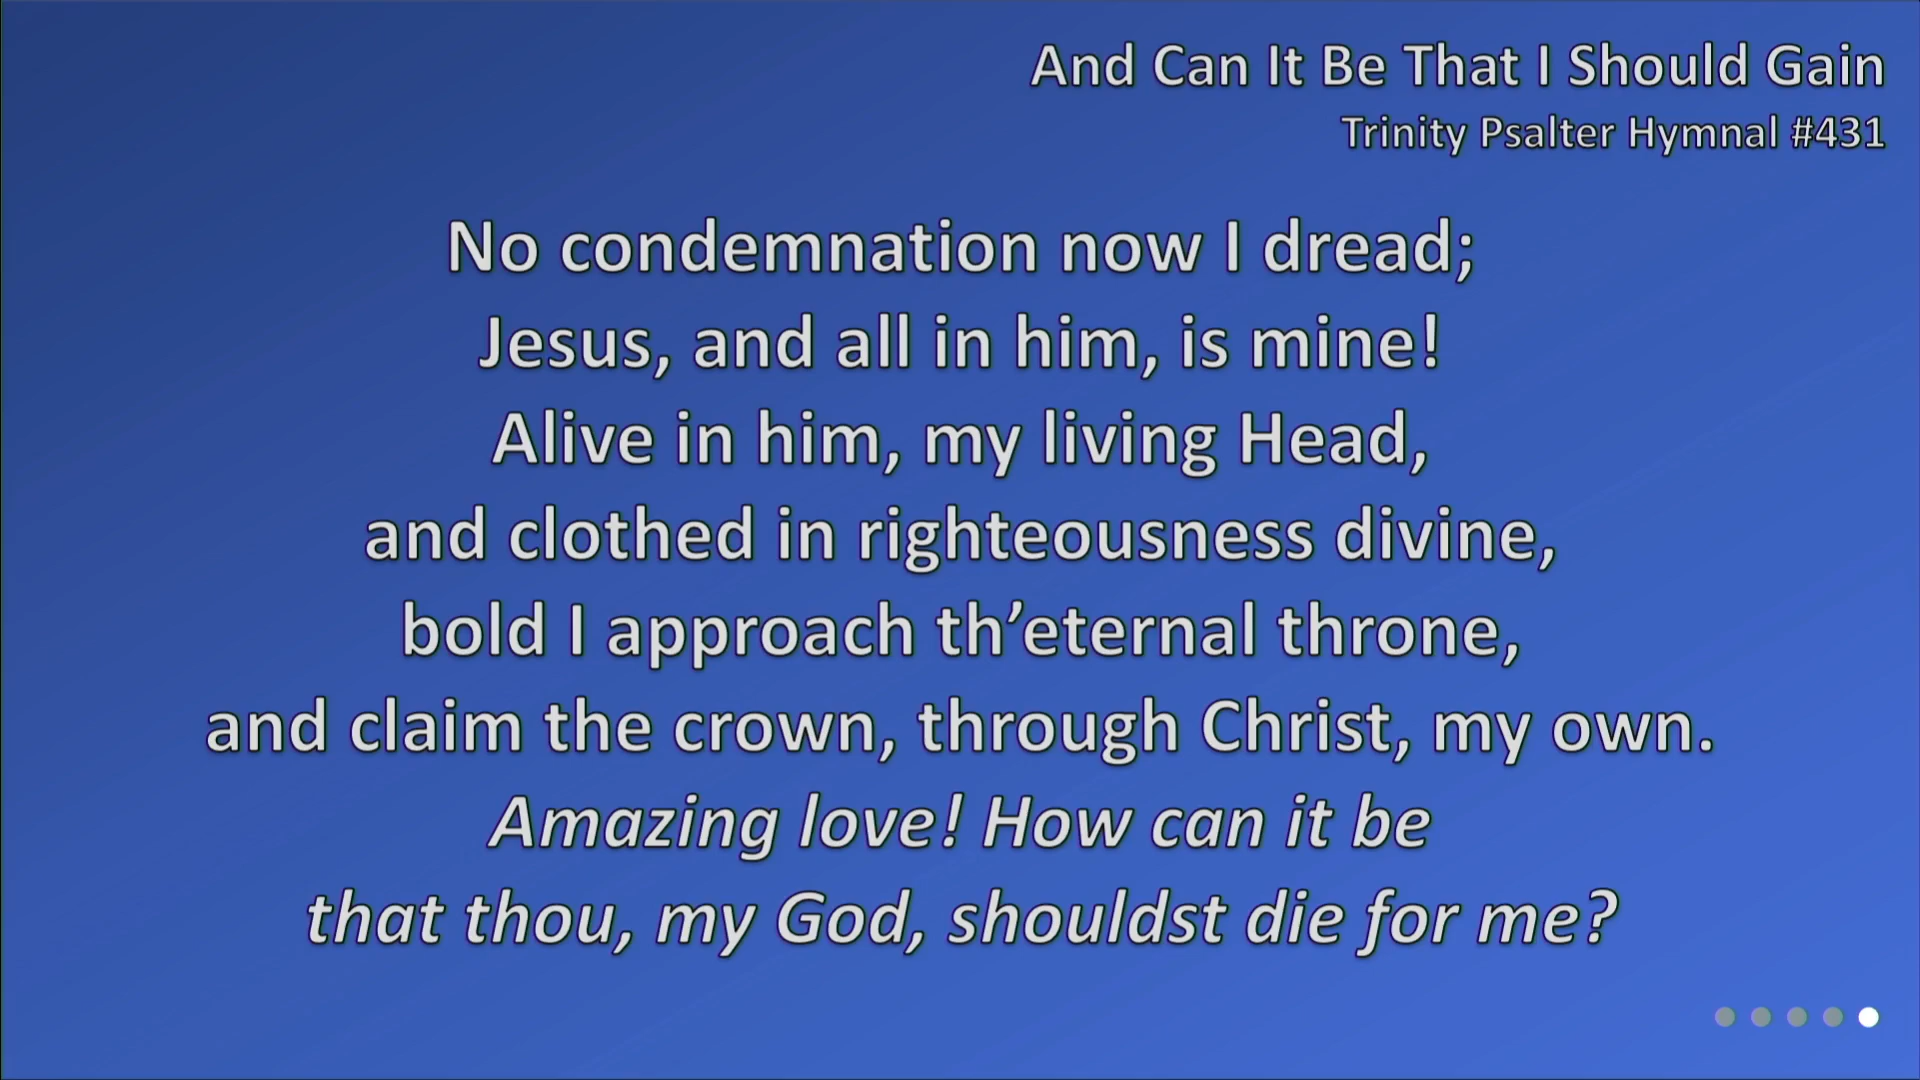 And Can It Be That I Should Gain
Trinity Psalter Hymnal #431
No condemnation now I dread;
Jesus, and all in him, is mine!
Alive in him, my living Head,
and clothed in righteousness divine,
bold I approach th’eternal throne,
and claim the crown, through Christ, my own.
Amazing love! How can it be
that thou, my God, shouldst die for me?